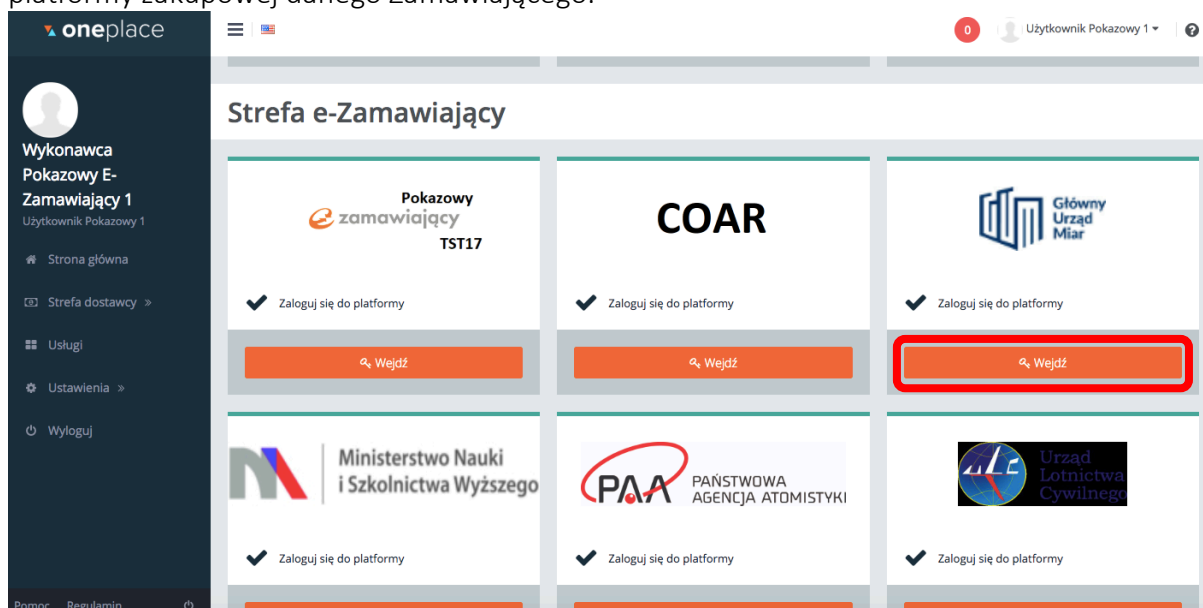 platformy zakupowej danego Zamawiającego.
oneplace
0
Użytkownik Pokazowy 1
Wykonawca
Pokazowy E-
Zamawiający 1
Użytkownik Pokazowy 1
Strona główna
Strefa dostawcy »
Usługi
Ustawienia »
Wyloguj
Pomoc Regulamin
Strefa e-Zamawiający
Pokazowy
zamawiający
TST17
Zaloguj się do platformy
Wejdź
COAR
Zaloguj się do platformy
Wejdź
Główny
Urząd
Miar
Zaloguj się do platformy
Wejdź
Ministerstwo Nauki
i Szkolnictwa Wyższego
Zaloguj się do platformy
PAA
PAŃSTWOWA
AGENCJA ATOMISTYKI
Zaloguj się do platformy
ULC
Urząd
Lotnictwa
Cywilnego
Zaloguj się do platformy